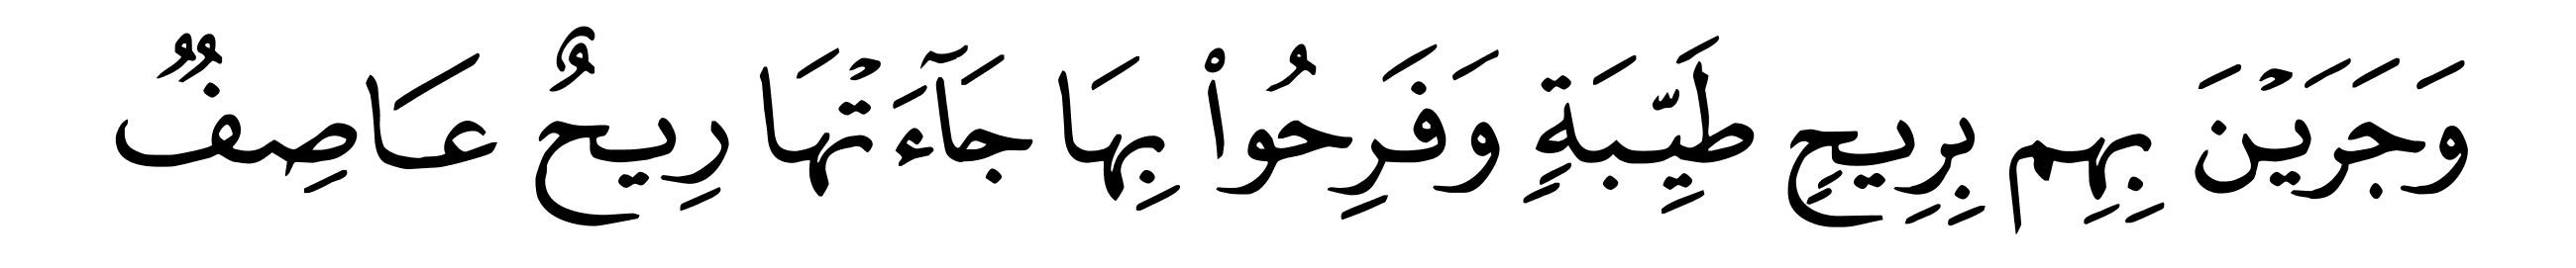 وَجَرَيْنَ بِهِم بِرِيحٍ طَيِّبَةٍ وَفَرِحُوا۟ بِهَا جَآءَتْهَا رِيحٌ عَاصِفٌ